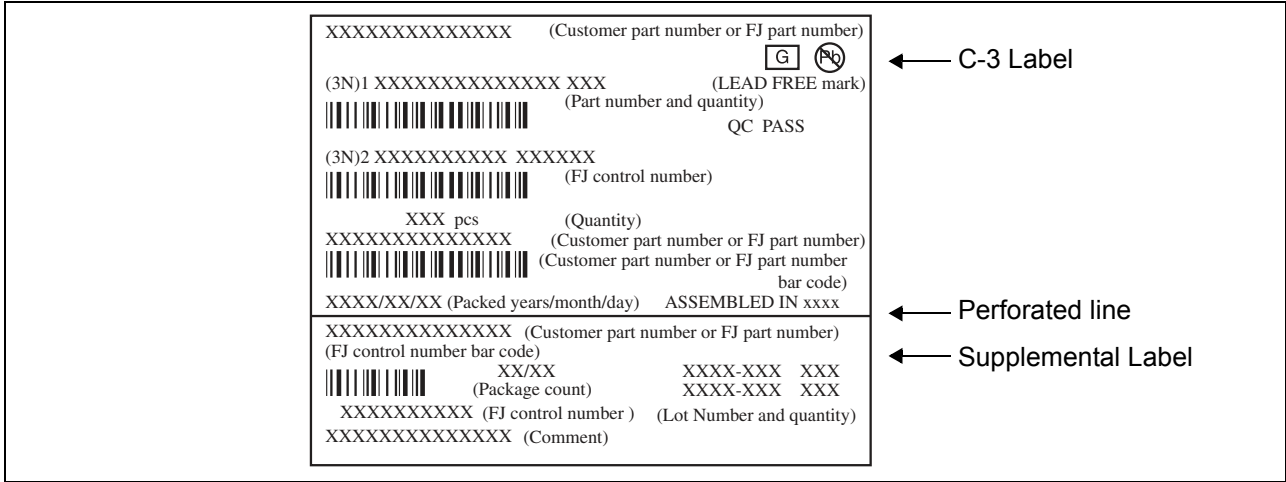 XXXXXXXXXXXXXX (Customer part number or FJ part number)
G Pb
C-3 Label
(3N)1 XXXXXXXXXXXXXX XXX (LEAD FREE mark)
(Part number and quantity)
QC PASS
(3N)2 XXXXXXXXXX XXXXXX
(FJ control number)
XXX pcs (Quantity)
XXXXXXXXXXXXXX (Customer part number or FJ part number)
(Customer part number or FJ part number
bar code)
XXXX/XX/XX (Packed years/month/day) ASSEMBLED IN xxxx
Perforated line
XXXXXXXXXXXXXX (Customer part number or FJ part number)
(FJ control number bar code)
Supplemental Label
XX/XX XXXX-XXX XXX
(Package count) XXXX-XXX XXX
XXXXXXXXXX (FJ control number ) (Lot Number and quantity)
XXXXXXXXXXXXXX (Comment)